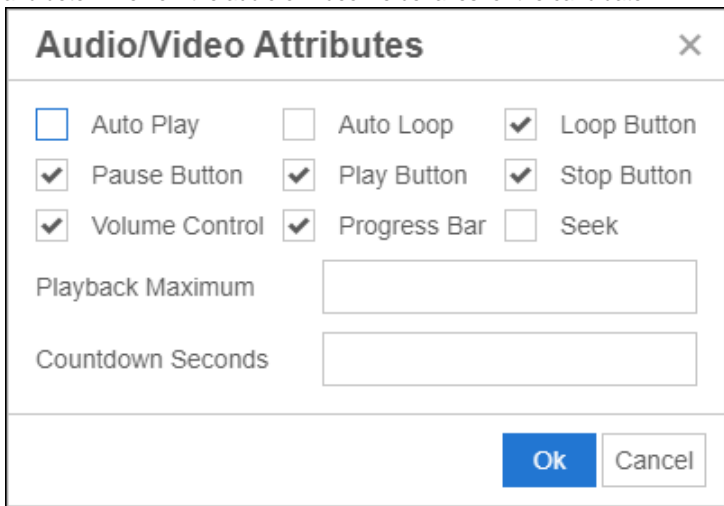 Audio/Video Attributes
Auto Play Auto Loop Loop Button
Pause Button Play Button Stop Button
Volume Control Progress Bar Seek
Playback Maximum
Countdown Seconds
Ok Cancel